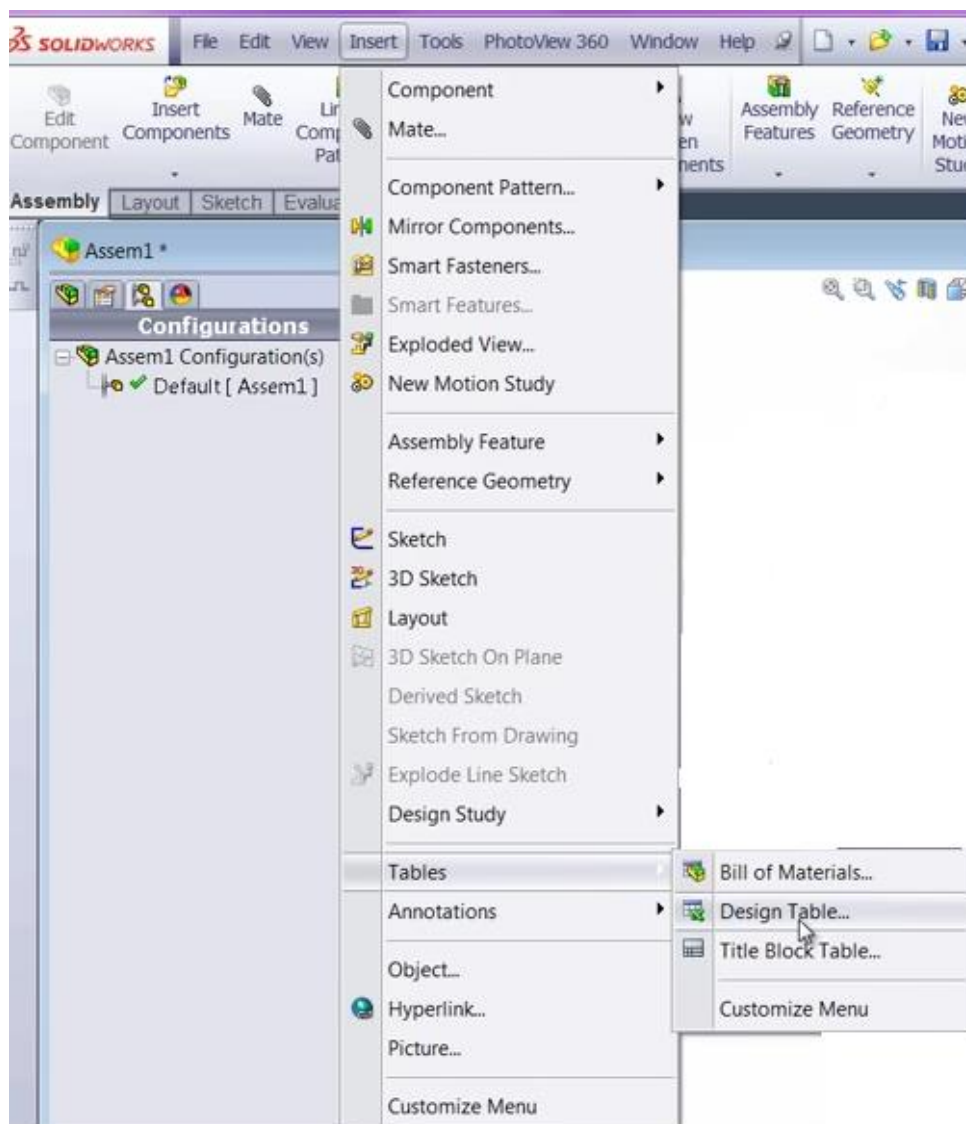 SOLIDWORKS File Edit View Insert Tools PhotoView 360 Window Help
Edit Component
Insert Components
Mate
Assembly Features
Reference Geometry
Assembly Layout Sketch
Assem1 *
Configurations
Assem1 Configuration(s)
Default [ Assem1 ]
Component
Mate...
Component Pattern...
Mirror Components...
Smart Fasteners...
Smart Features...
Exploded View...
New Motion Study
Assembly Feature
Reference Geometry
Sketch
3D Sketch
Layout
3D Sketch On Plane
Derived Sketch
Sketch From Drawing
Explode Line Sketch
Design Study
Tables
Annotations
Object...
Hyperlink...
Picture...
Customize Menu
Bill of Materials...
Design Table...
Title Block Table...
Customize Menu